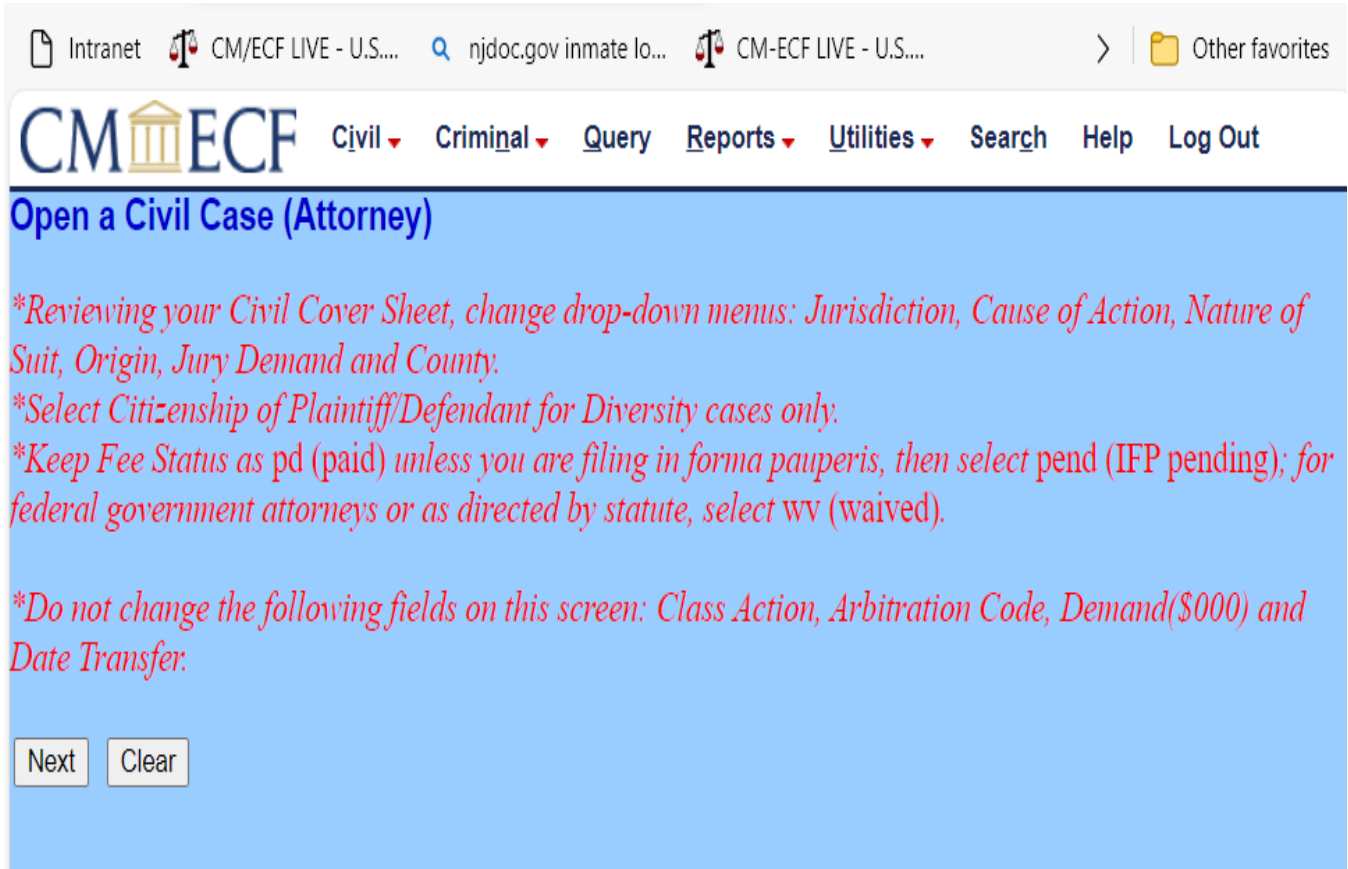 Intranet CM/ECF LIVE - U.S.... njdoc.gov inmate lo... CM-ECF LIVE - U.S.... Other favorites
CM ECF Civil Criminal Query Reports Utilities Search Help Log Out
Open a Civil Case (Attorney)
*Reviewing your Civil Cover Sheet, change drop-down menus: Jurisdiction, Cause of Action, Nature of
Suit, Origin, Jury Demand and County.
*Select Citizenship of Plaintiff/Defendant for Diversity cases only.
*Keep Fee Status as pd (paid) unless you are filing in forma pauperis, then select pend (IFP pending); for
federal government attorneys or as directed by statute, select wv (waived).
*Do not change the following fields on this screen: Class Action, Arbitration Code, Demand($000) and
Date Transfer.
Next Clear